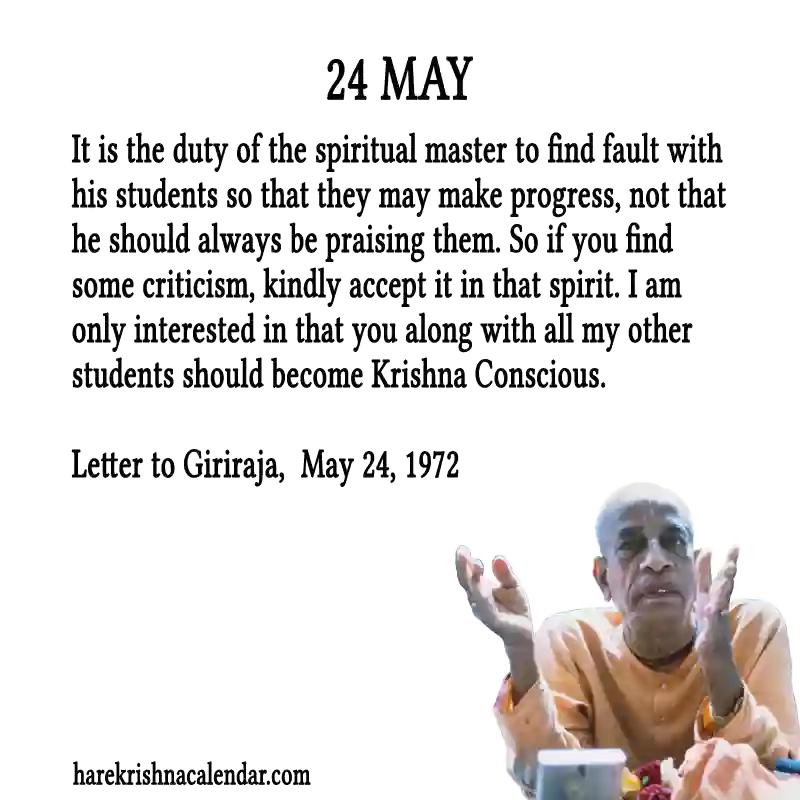 24 MAY
It is the duty of the spiritual master to find fault with
his students so that they may make progress, not that
he should always be praising them. So if you find
some criticism, kindly accept it in that spirit. I am
only interested in that you along with all my other
students should become Krishna Conscious.
Letter to Giriraja,  May 24, 1972
harekrishnacalendar.com